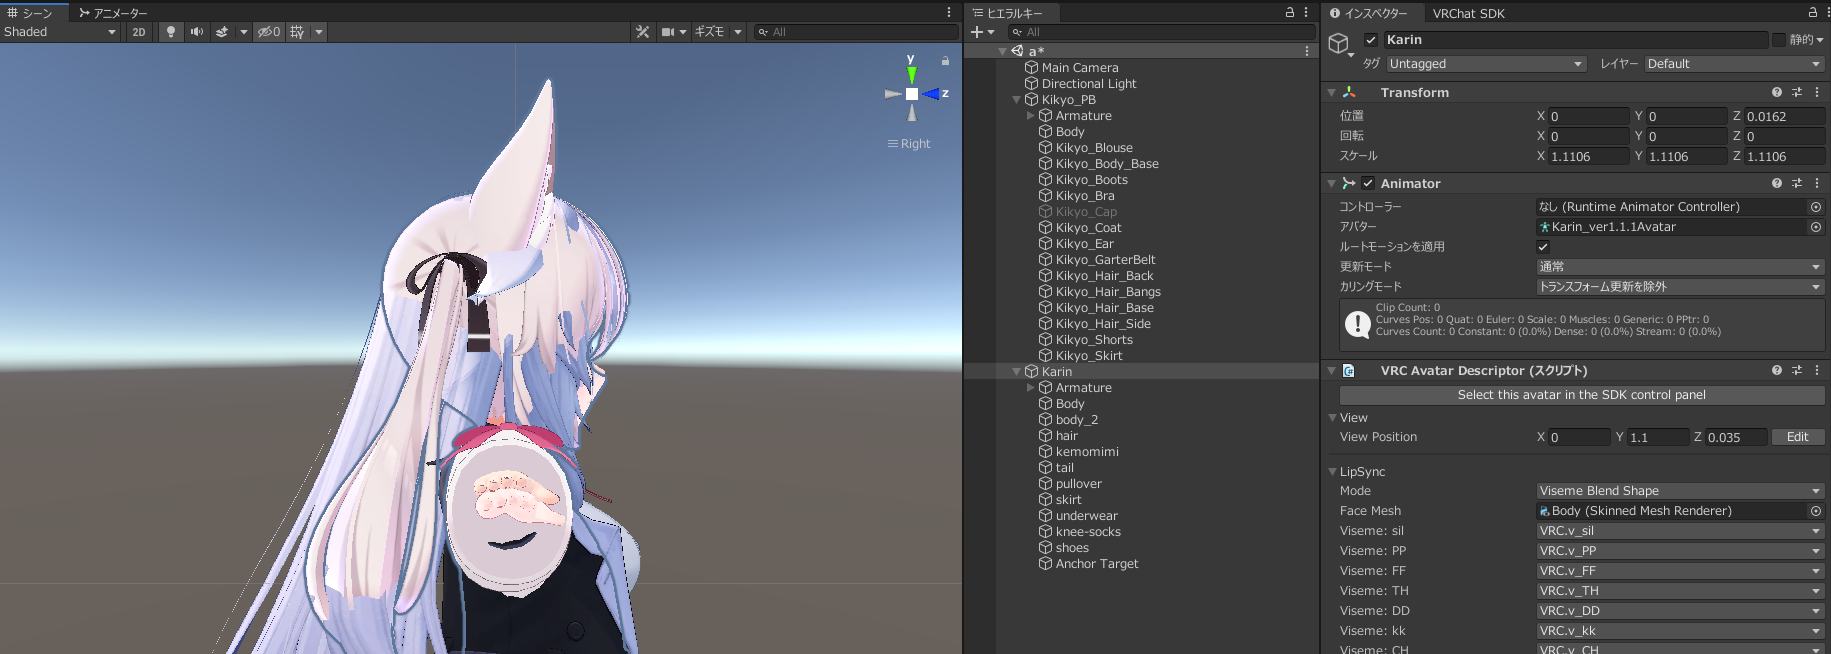 シーン
アニメーター
Shaded
2D
0
ギズモ
All
y
z
Right
ヒエラルキー
All
a*
Main Camera
Directional Light
Kikyo_PB
Armature
Body
Kikyo_Blouse
Kikyo_Body_Base
Kikyo_Boots
Kikyo_Bra
Kikyo_Cap
Kikyo_Coat
Kikyo_Ear
Kikyo_GarterBelt
Kikyo_Hair_Back
Kikyo_Hair_Bangs
Kikyo_Hair_Base
Kikyo_Hair_Side
Kikyo_Shorts
Kikyo_Skirt
Karin
Armature
Body
body_2
hair
kemomimi
tail
pullover
skirt
underwear
knee-socks
shoes
Anchor Target
インスペクター
VRChat SDK
Karin
静的
タグ Untagged レイヤー Default
Transform
位置 X 0 Y 0 Z 0.0162
回転 X 0 Y 0 Z 0
スケール X 1.1106 Y 1.1106 Z 1.1106
Animator
コントローラー なし (Runtime Animator Controller)
アバター Karin_ver1.1.1Avatar
ルートモーションを適用
更新モード 通常
カリングモード トランスフォーム更新を除外
Clip Count: 0
Curves Pos: 0 Quat: 0 Euler: 0 Scale: 0 Muscles: 0 Generic: 0 PPtr: 0
Curves Count: 0 Constant: 0 (0.0%) Dense: 0 (0.0%) Stream: 0 (0.0%)
VRC Avatar Descriptor (スクリプト)
Select this avatar in the SDK control panel
View
View Position X 0 Y 1.1 Z 0.035 Edit
LipSync
Mode Viseme Blend Shape
Face Mesh Body (Skinned Mesh Renderer)
Viseme: sil VRC.v_sil
Viseme: PP VRC.v_PP
Viseme: FF VRC.v_FF
Viseme: TH VRC.v_TH
Viseme: DD VRC.v_DD
Viseme: kk VRC.v_kk
Viseme: CH VRC.v_CH